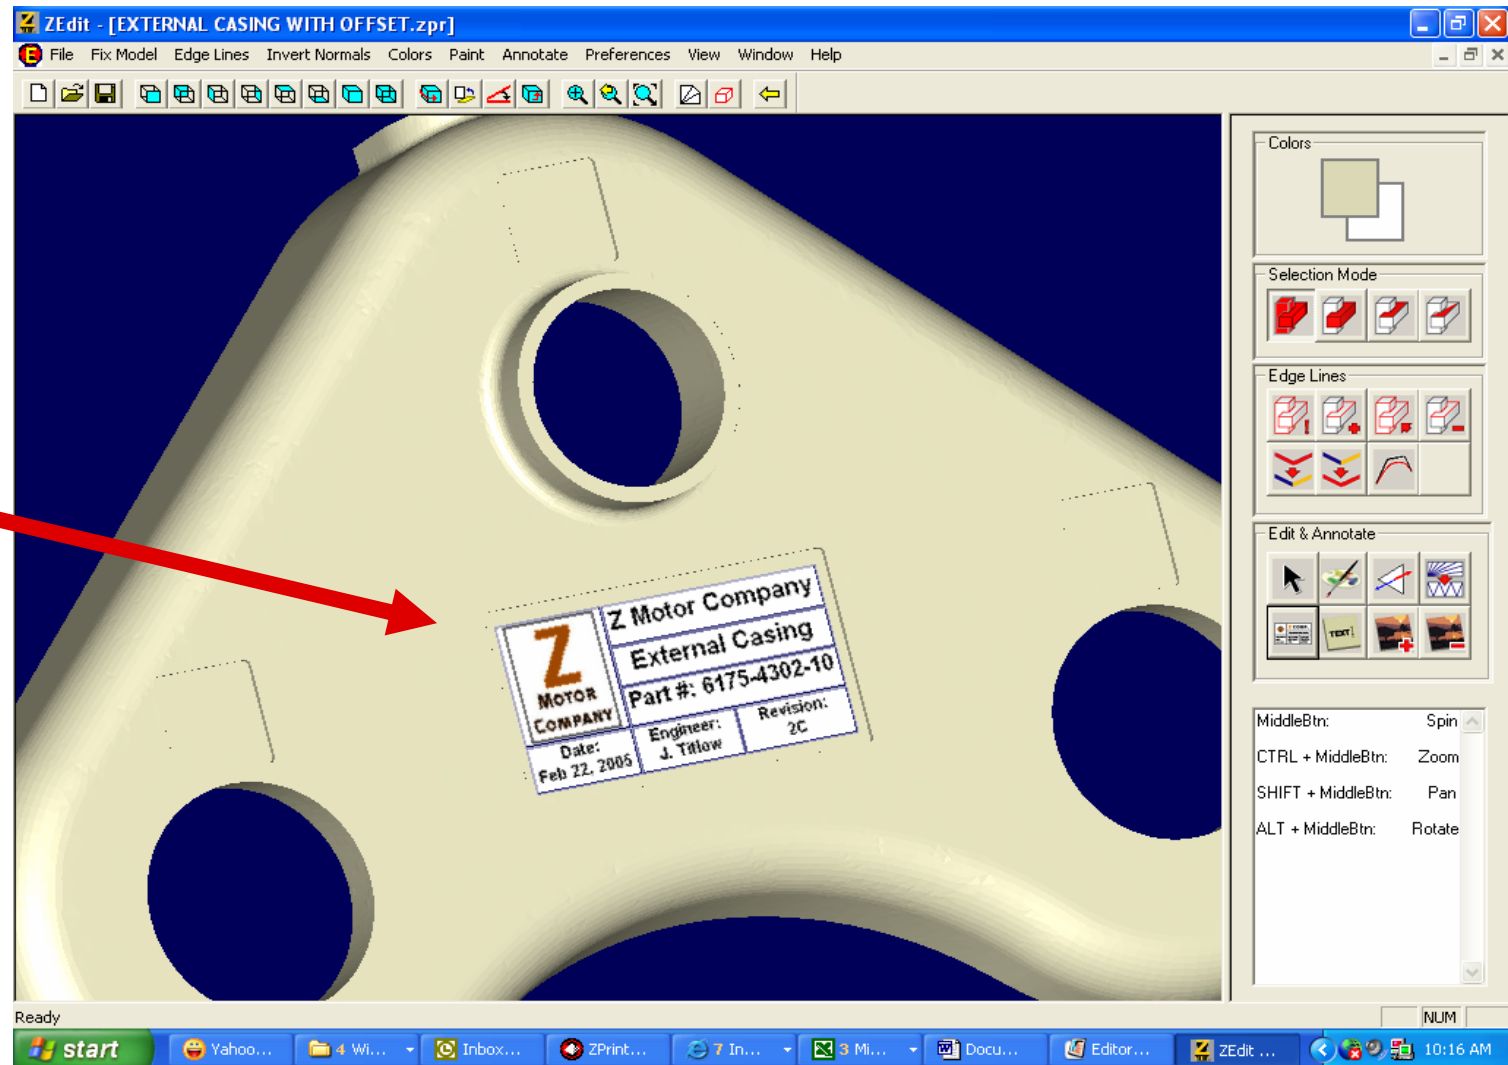 ZEdit - [EXTERNAL CASING WITH OFFSET.zpr]
File Fix Model Edge Lines Invert Normals Colors Paint Annotate Preferences View Window Help
Colors
Selection Mode
Edge Lines
Edit & Annotate
TEXT
Z
MOTOR
COMPANY
Z Motor Company
External Casing
Part #: 6175-4302-10
Date:
Feb 22, 2005
Engineer:
J. Titlow
Revision:
2C
MiddleBtn: Spin
CTRL + MiddleBtn: Zoom
SHIFT + MiddleBtn: Pan
ALT + MiddleBtn: Rotate
Ready NUM
start Yahoo... 4 Wi... Inbox... ZPrint... 7 In... 3 Mi... Docu... Editor... ZEdit ... 10:16 AM